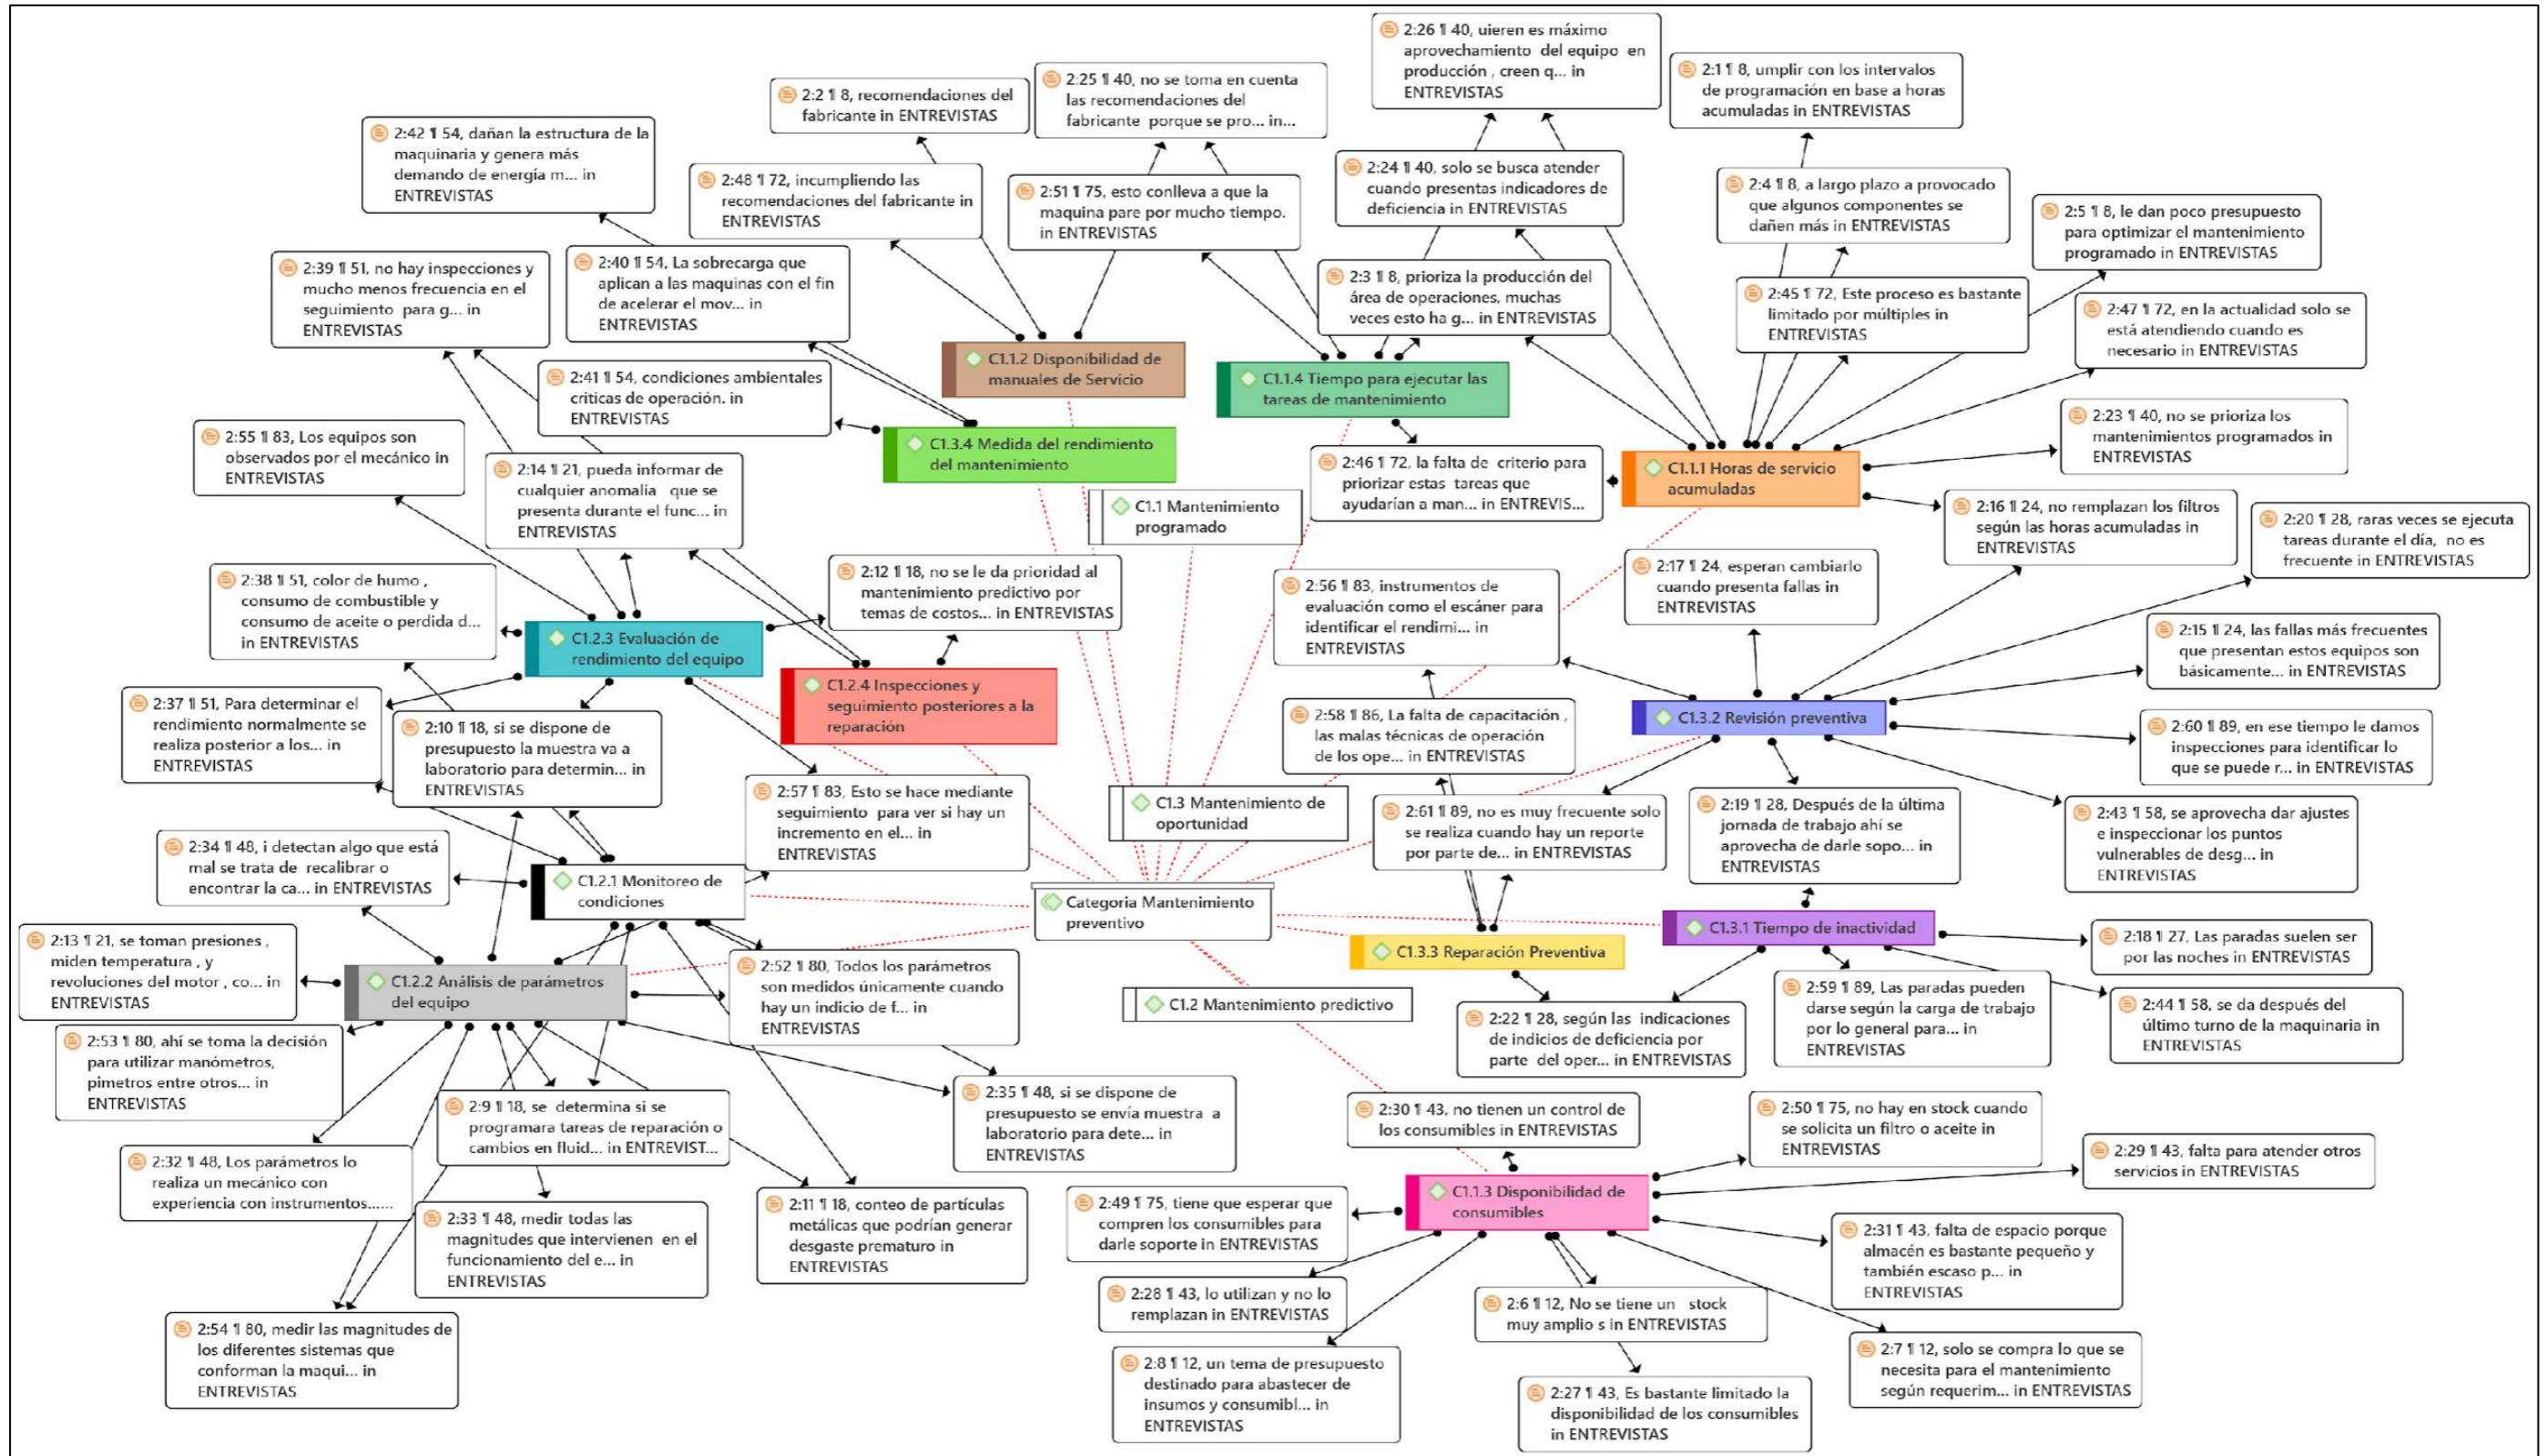 2:26 ¶ 40, uieren es máximo
aprovechamiento del equipo en
producción , creen q... in
ENTREVISTAS
2:1 ¶ 8, umplir con los intervalos
de programación en base a horas
acumuladas in ENTREVISTAS
2:25 ¶ 40, no se toma en cuenta
las recomendaciones del
fabricante porque se pro... in...
2:2 ¶ 8, recomendaciones del
fabricante in ENTREVISTAS
2:42 ¶ 54, dañan la estructura de la
maquinaria y genera más
demando de energía m... in
ENTREVISTAS
2:48 ¶ 72, incumpliendo las
recomendaciones del fabricante in
ENTREVISTAS
2:51 ¶ 75, esto conlleva a que la
maquina pare por mucho tiempo.
in ENTREVISTAS
2:24 ¶ 40, solo se busca atender
cuando presentas indicadores de
deficiencia in ENTREVISTAS
2:4 ¶ 8, a largo plazo a provocado
que algunos componentes se
dañen más in ENTREVISTAS
2:5 ¶ 8, le dan poco presupuesto
para optimizar el mantenimiento
programado in ENTREVISTAS
2:39 ¶ 51, no hay inspecciones y
mucho menos frecuencia en el
seguimiento para g... in
ENTREVISTAS
2:40 ¶ 54, La sobrecarga que
aplican a las maquinas con el fin
de acelerar el mov... in
ENTREVISTAS
2:3 ¶ 8, prioriza la producción del
área de operaciones, muchas
veces esto ha g... in ENTREVISTAS
2:45 ¶ 72, Este proceso es bastante
limitado por múltiples in
ENTREVISTAS
2:47 ¶ 72, en la actualidad solo se
está atendiendo cuando es
necesario in ENTREVISTAS
C1.1.2 Disponibilidad de
manuales de Servicio
C1.1.4 Tiempo para ejecutar las
tareas de mantenimiento
2:41 ¶ 54, condiciones ambientales
criticas de operación. in
ENTREVISTAS
2:23 ¶ 40, no se prioriza los
mantenimientos programados in
ENTREVISTAS
2:55 ¶ 83, Los equipos son
observados por el mecánico in
ENTREVISTAS
C1.3.4 Medida del rendimiento
del mantenimiento
2:14 ¶ 21, pueda informar de
cualquier anomalía que se
presenta durante el func... in
ENTREVISTAS
2:46 ¶ 72, la falta de criterio para
priorizar estas tareas que
ayudarían a man... in ENTREVIS...
C1.1.1 Horas de servicio
acumuladas
C1.1 Mantenimiento
programado
2:16 ¶ 24, no remplazan los filtros
según las horas acumuladas in
ENTREVISTAS
2:20 ¶ 28, raras veces se ejecuta
tareas durante el día, no es
frecuente in ENTREVISTAS
2:38 ¶ 51, color de humo ,
consumo de combustible y
consumo de aceite o perdida d...
in ENTREVISTAS
2:12 ¶ 18, no se le da prioridad al
mantenimiento predictivo por
temas de costos... in ENTREVISTAS
2:56 ¶ 83, instrumentos de
evaluación como el escáner para
identificar el rendimi... in
ENTREVISTAS
2:17 ¶ 24, esperan cambiarlo
cuando presenta fallas in
ENTREVISTAS
C1.2.3 Evaluación de
rendimiento del equipo
2:15 ¶ 24, las fallas más frecuentes
que presentan estos equipos son
básicamente... in ENTREVISTAS
C1.2.4 Inspecciones y
seguimiento posteriores a la
reparación
2:37 ¶ 51, Para determinar el
rendimiento normalmente se
realiza posterior a los... in
ENTREVISTAS
2:10 ¶ 18, si se dispone de
presupuesto la muestra va a
laboratorio para determin... in
ENTREVISTAS
2:58 ¶ 86, La falta de capacitación ,
las malas técnicas de operación
de los ope... in ENTREVISTAS
C1.3.2 Revisión preventiva
2:60 ¶ 89, en ese tiempo le damos
inspecciones para identificar lo
que se puede r... in ENTREVISTAS
2:57 ¶ 83, Esto se hace mediante
seguimiento para ver si hay un
incremento en el... in
ENTREVISTAS
C1.3 Mantenimiento de
oportunidad
2:61 ¶ 89, no es muy frecuente solo
se realiza cuando hay un reporte
por parte de... in ENTREVISTAS
2:19 ¶ 28, Después de la última
jornada de trabajo ahí se
aprovecha de darle sopo... in
ENTREVISTAS
2:43 ¶ 58, se aprovecha dar ajustes
e inspeccionar los puntos
vulnerables de desg... in
ENTREVISTAS
2:34 ¶ 48, i detectan algo que está
mal se trata de recalibrar o
encontrar la ca... in ENTREVISTAS
C1.2.1 Monitoreo de
condiciones
Categoria Mantenimiento
preventivo
C1.3.1 Tiempo de inactividad
2:13 ¶ 21, se toman presiones ,
miden temperatura , y
revoluciones del motor , co... in
ENTREVISTAS
C1.2.2 Análisis de parámetros
del equipo
2:52 ¶ 80, Todos los parámetros
son medidos únicamente cuando
hay un indicio de f... in
ENTREVISTAS
C1.3.3 Reparación Preventiva
2:18 ¶ 27, Las paradas suelen ser
por las noches in ENTREVISTAS
C1.2 Mantenimiento predictivo
2:59 ¶ 89, Las paradas pueden
darse según la carga de trabajo
por lo general para... in
ENTREVISTAS
2:44 ¶ 58, se da después del
último turno de la maquinaria in
ENTREVISTAS
2:22 ¶ 28, según las indicaciones
de indicios de deficiencia por
parte del oper... in ENTREVISTAS
2:53 ¶ 80, ahí se toma la decisión
para utilizar manómetros,
pimetros entre otros... in
ENTREVISTAS
2:9 ¶ 18, se determina si se
programara tareas de reparación o
cambios en fluid... in ENTREVIST...
2:35 ¶ 48, si se dispone de
presupuesto se envía muestra a
laboratorio para dete... in
ENTREVISTAS
2:30 ¶ 43, no tienen un control de
los consumibles in ENTREVISTAS
2:50 ¶ 75, no hay en stock cuando
se solicita un filtro o aceite in
ENTREVISTAS
2:29 ¶ 43, falta para atender otros
servicios in ENTREVISTAS
2:32 ¶ 48, Los parámetros lo
realiza un mecánico con
experiencia con instrumentos......
2:33 ¶ 48, medir todas las
magnitudes que intervienen en el
funcionamiento del e... in
ENTREVISTAS
2:11 ¶ 18, conteo de partículas
metálicas que podrían generar
desgaste prematuro in
ENTREVISTAS
2:49 ¶ 75, tiene que esperar que
compren los consumibles para
darle soporte in ENTREVISTAS
C1.1.3 Disponibilidad de
consumibles
2:31 ¶ 43, falta de espacio porque
almacén es bastante pequeño y
también escaso p... in
ENTREVISTAS
2:28 ¶ 43, lo utilizan y no lo
remplazan in ENTREVISTAS
2:6 ¶ 12, No se tiene un stock
muy amplio s in ENTREVISTAS
2:54 ¶ 80, medir las magnitudes de
los diferentes sistemas que
conforman la maqui... in
ENTREVISTAS
2:8 ¶ 12, un tema de presupuesto
destinado para abastecer de
insumos y consumibl... in
ENTREVISTAS
2:27 ¶ 43, Es bastante limitado la
disponibilidad de los consumibles
in ENTREVISTAS
2:7 ¶ 12, solo se compra lo que se
necesita para el mantenimiento
según requerim... in ENTREVISTAS